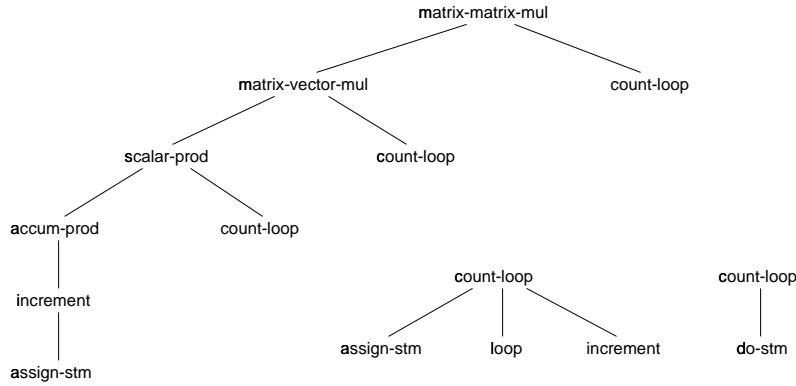 matrix-matrix-mul
matrix-vector-mul count-loop
scalar-prod count-loop
accum-prod count-loop
count-loop count-loop
increment
assign-stm loop increment do-stm
assign-stm